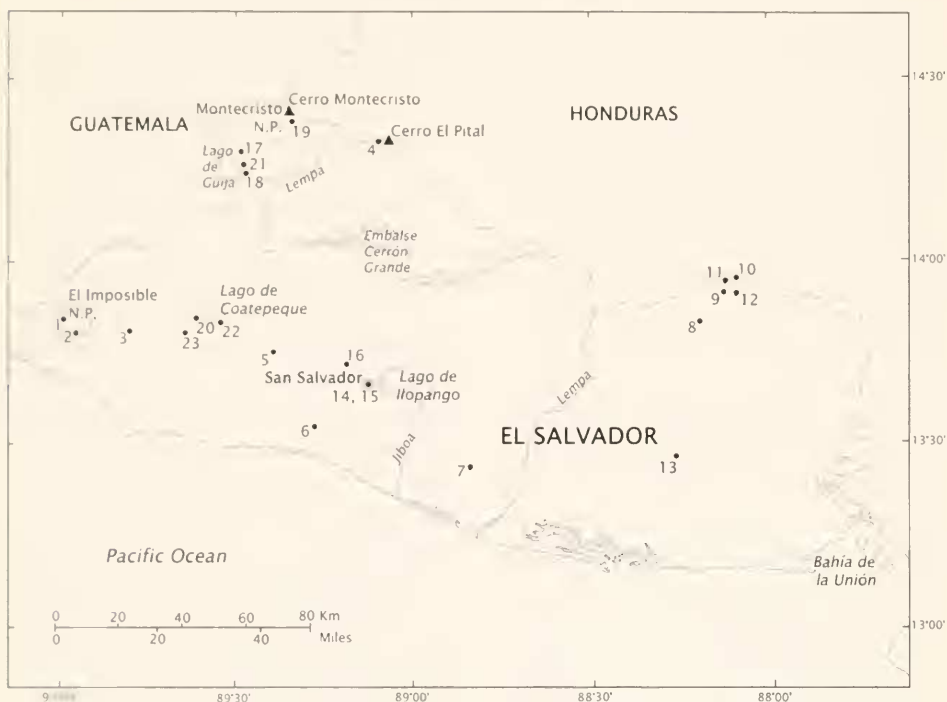 14°30'
Cerro Montecristo
Montecristo
N.P.
19
GUATEMALA
HONDURAS
Cerro El Pital
4
17
Lago
de
Guija
21
18
Lempa
Embalse
Cerrón
Grande
14°00'
11
10
9
12
8
El Imposible
N.P.
1
2
3
Lago de
Coatepeque
20
22
23
5
16
San Salvador
14, 15
Lago de
Ilopango
Lempa
6
Jiboa
7
EL SALVADOR
13
13°30'
Pacific Ocean
Bahía de
la Unión
0 20 40 60 80 Km
0 20 40 Miles
13°00'
89°30'
89°00'
88°30'
88°00'